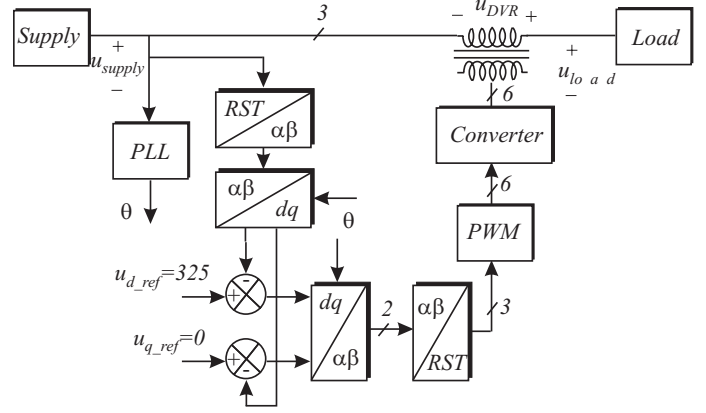 u_DVR
Supply
3
− +
Load
+
u_supply
−
+
u_load
−
RST
αβ
6
Converter
PLL
αβ
dq
6
θ
θ
PWM
u_d_ref=325
-
+
dq
αβ
2
αβ
RST
3
u_q_ref=0
+
-